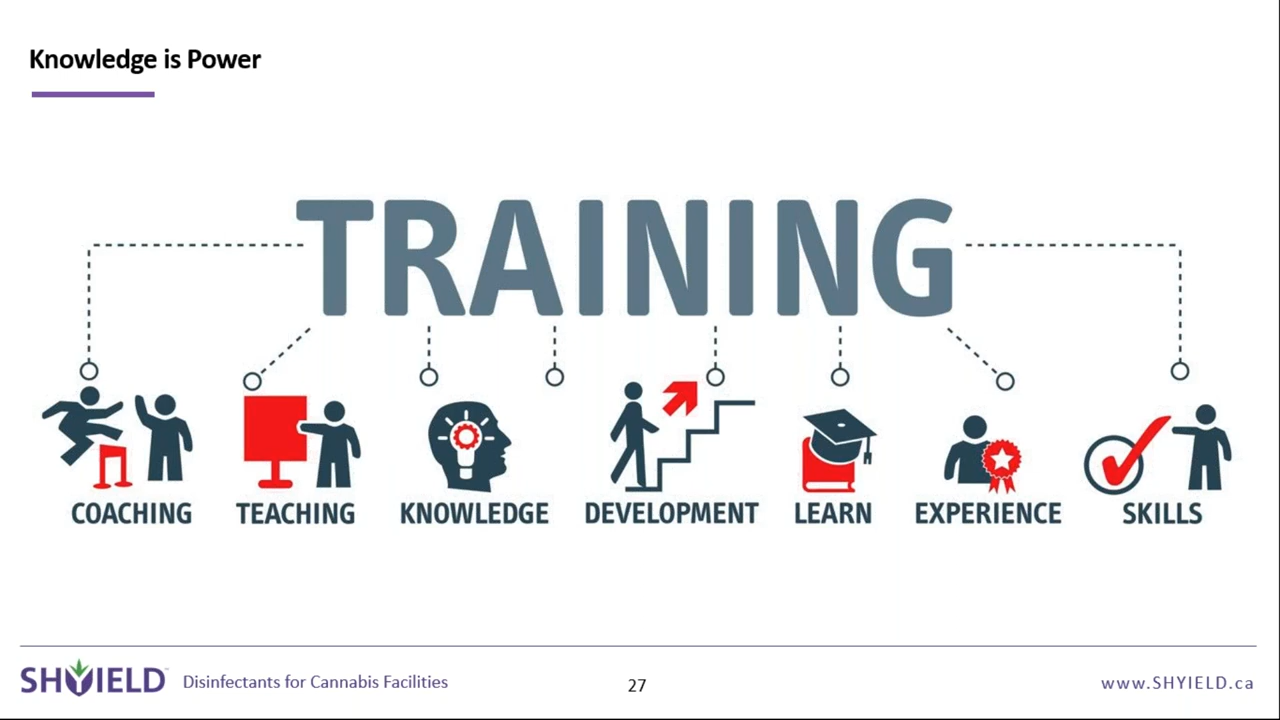 Knowledge is Power
TRAINING
COACHING
TEACHING
KNOWLEDGE
DEVELOPMENT
LEARN
EXPERIENCE
SKILLS
SHYIELD™ Disinfectants for Cannabis Facilities
27
www.SHYIELD.ca